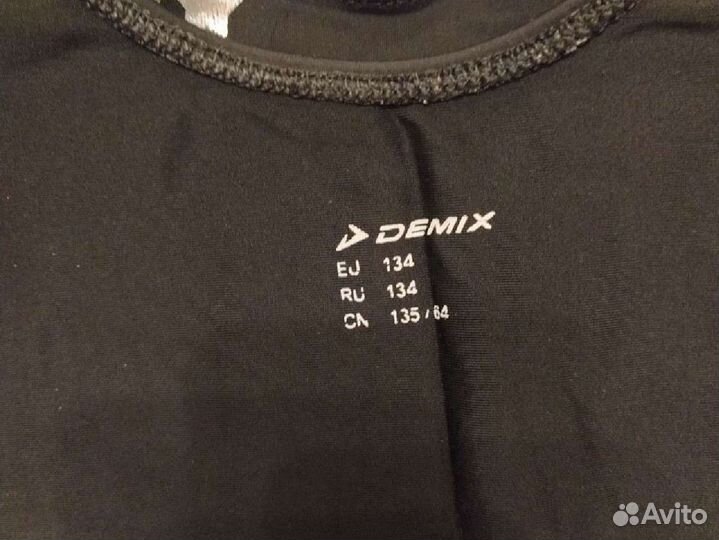 DEMIX
EU 134
RU 134
CN 135/64
Avito